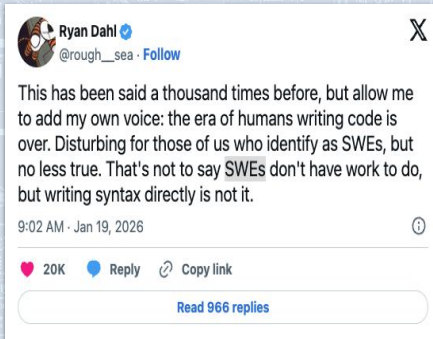 Ryan Dahl
@rough__sea · Follow
This has been said a thousand times before, but allow me
to add my own voice: the era of humans writing code is
over. Disturbing for those of us who identify as SWEs, but
no less true. That's not to say SWEs don't have work to do,
but writing syntax directly is not it.
9:02 AM · Jan 19, 2026
20K Reply Copy link
Read 966 replies